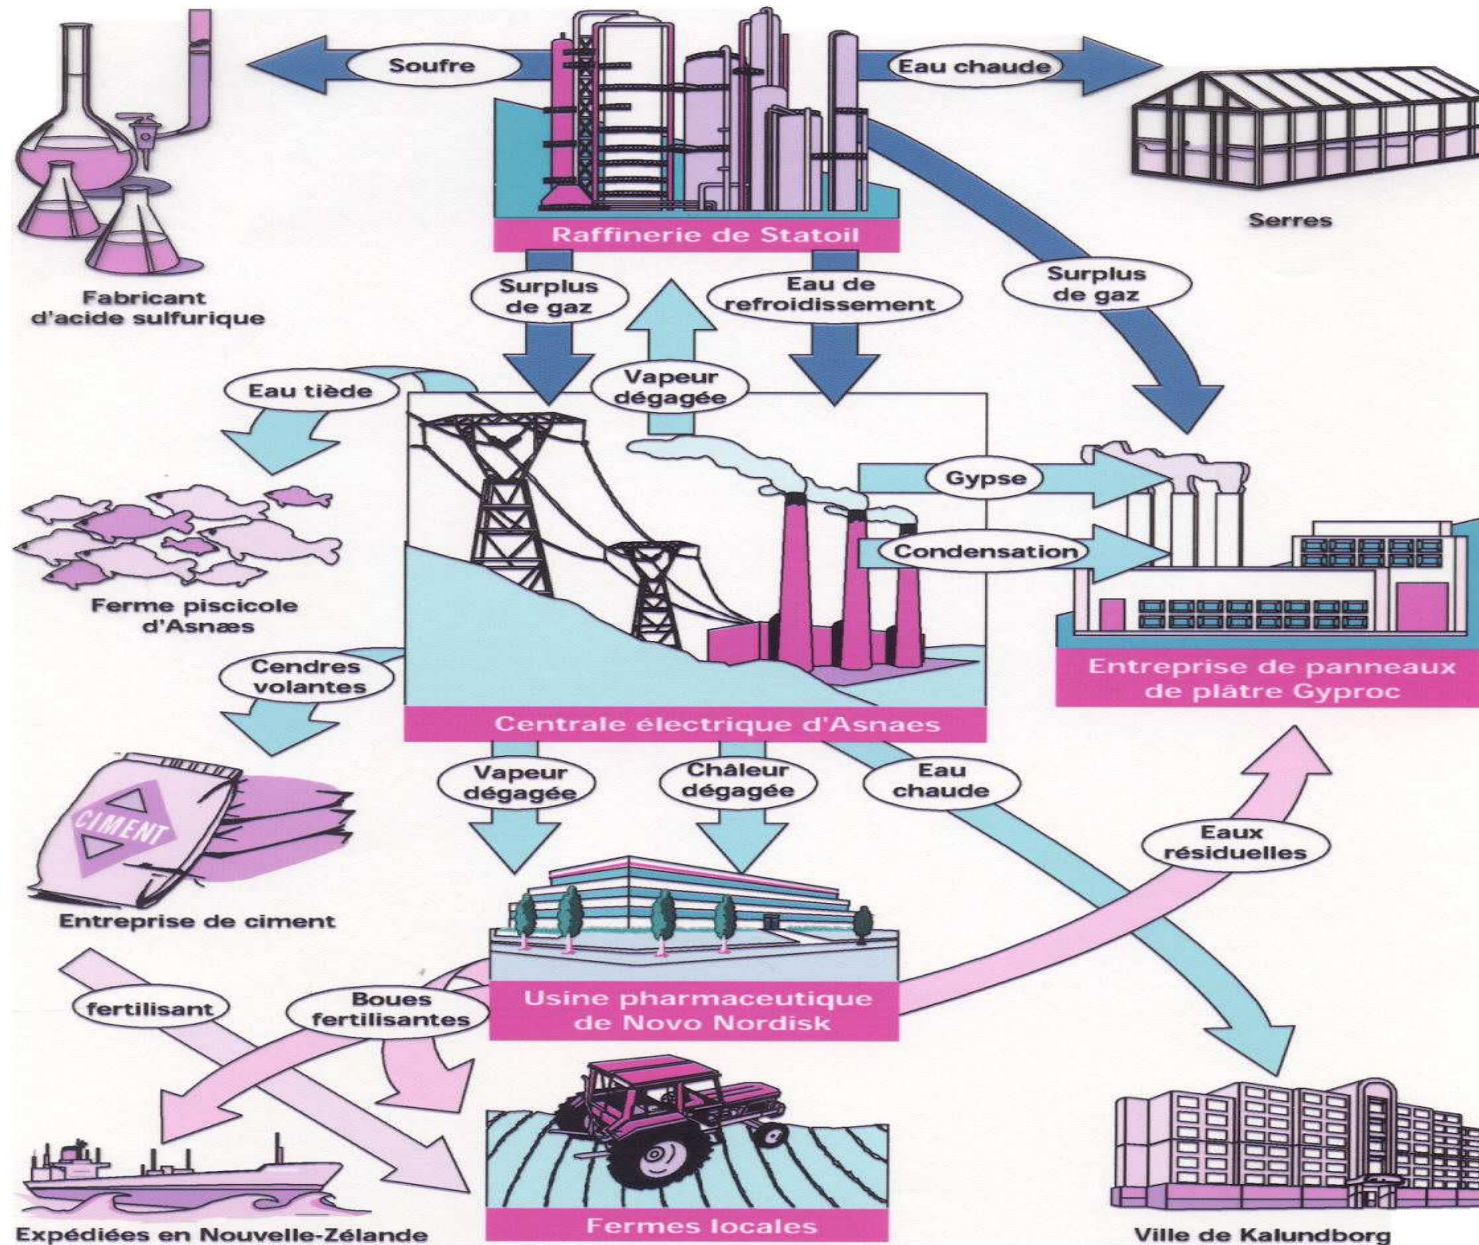 Soufre
Eau chaude
Raffinerie de Statoil
Serres
Fabricant
d'acide sulfurique
Surplus
de gaz
Eau de
refroidissement
Surplus
de gaz
Eau tiède
Vapeur
dégagée
Gypse
Condensation
Ferme piscicole
d'Asnæs
Cendres
volantes
Entreprise de panneaux
de plâtre Gyproc
Centrale électrique d'Asnaes
Vapeur
dégagée
Châleur
dégagée
Eau
chaude
CIMENT
Eaux
résiduelles
Entreprise de ciment
fertilisant
Boues
fertilisantes
Usine pharmaceutique
de Novo Nordisk
Expédiées en Nouvelle-Zélande
Fermes locales
Ville de Kalundborg